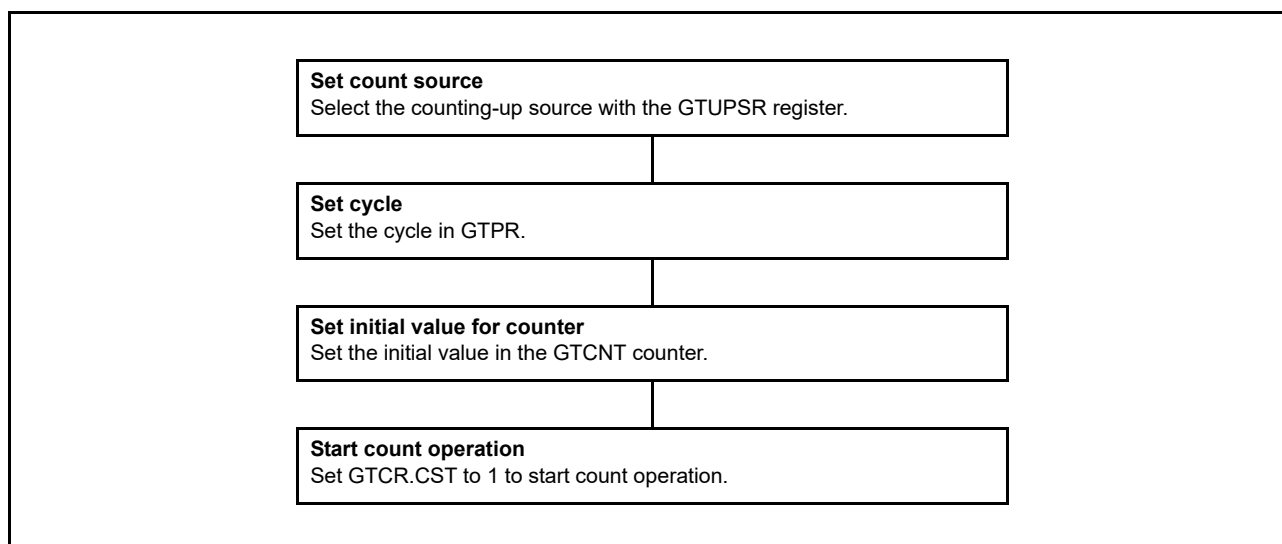 Set count source
Select the counting-up source with the GTUPSR register.
Set cycle
Set the cycle in GTPR.
Set initial value for counter
Set the initial value in the GTCNT counter.
Start count operation
Set GTCR.CST to 1 to start count operation.